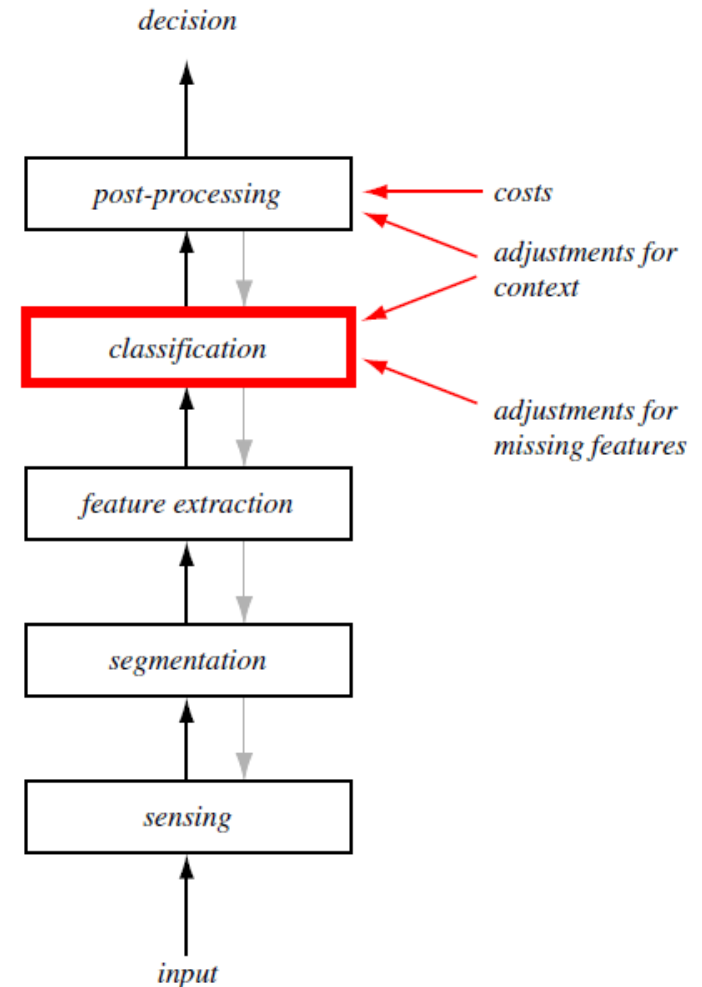 decision
post-processing
costs
adjustments for
context
classification
adjustments for
missing features
feature extraction
segmentation
sensing
input